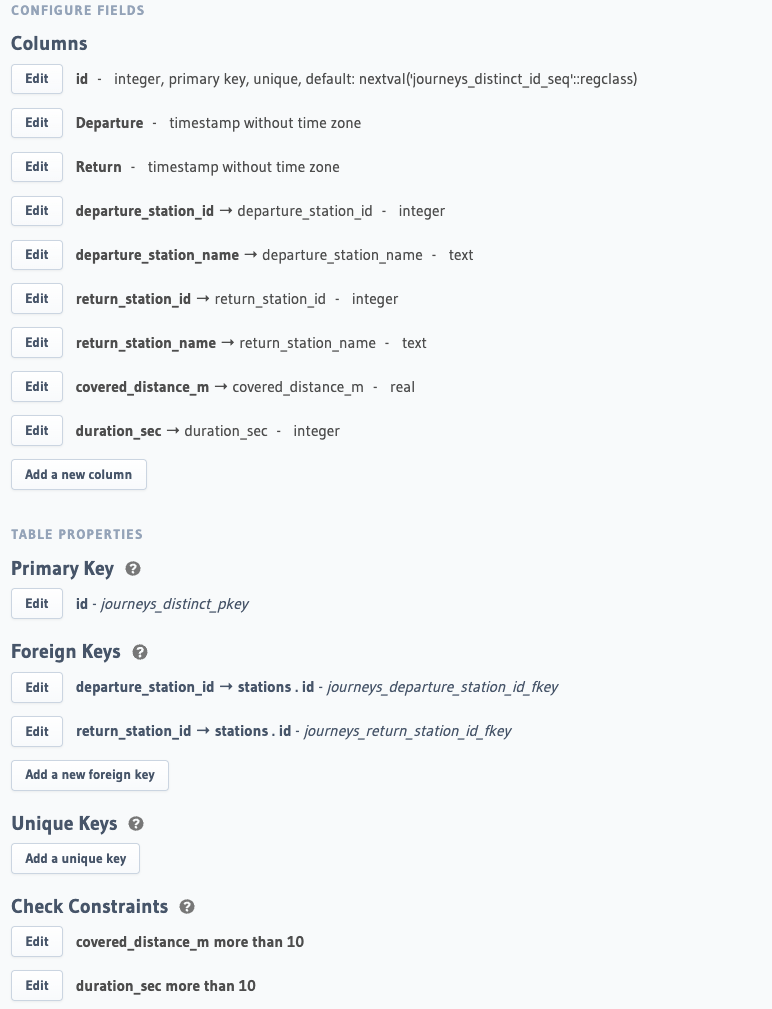 CONFIGURE FIELDS
Columns
Edit id - integer, primary key, unique, default: nextval('journeys_distinct_id_seq'::regclass)
Edit Departure - timestamp without time zone
Edit Return - timestamp without time zone
Edit departure_station_id → departure_station_id - integer
Edit departure_station_name → departure_station_name - text
Edit return_station_id → return_station_id - integer
Edit return_station_name → return_station_name - text
Edit covered_distance_m → covered_distance_m - real
Edit duration_sec → duration_sec - integer
Add a new column
TABLE PROPERTIES
Primary Key ?
Edit id - journeys_distinct_pkey
Foreign Keys ?
Edit departure_station_id → stations . id - journeys_departure_station_id_fkey
Edit return_station_id → stations . id - journeys_return_station_id_fkey
Add a new foreign key
Unique Keys ?
Add a unique key
Check Constraints ?
Edit covered_distance_m more than 10
Edit duration_sec more than 10